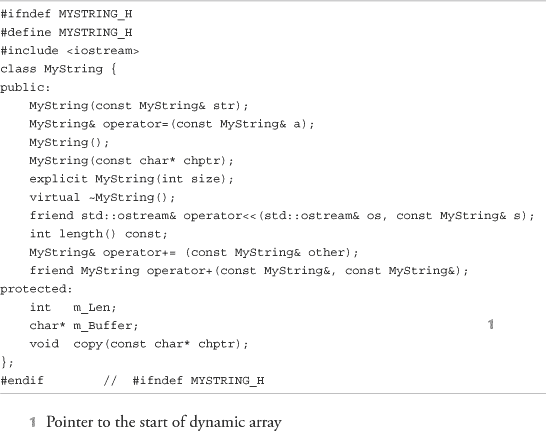 #ifndef MYSTRING_H
#define MYSTRING_H
#include <iostream>
class MyString {
public:
    MyString(const MyString& str);
    MyString& operator=(const MyString& a);
    MyString();
    MyString(const char* chptr);
    explicit MyString(int size);
    virtual ~MyString();
    friend std::ostream& operator<<(std::ostream& os, const MyString& s);
    int length() const;
    MyString& operator+= (const MyString& other);
    friend MyString operator+(const MyString&, const MyString&);
protected:
    int   m_Len;
    char* m_Buffer;                                                1
    void  copy(const char* chptr);
};
#endif        //  #ifndef MYSTRING_H
1 Pointer to the start of dynamic array